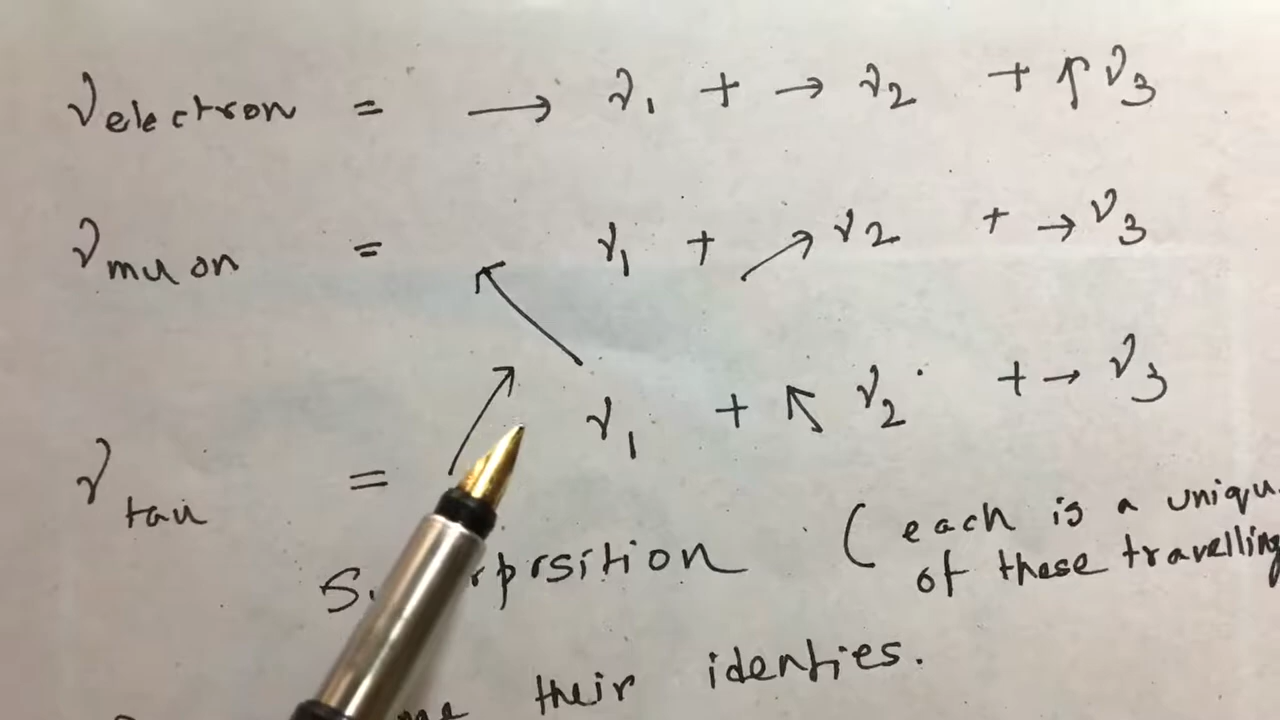 ν electron = → ν1 + → ν2 + ↑ ν3
ν muon = ↖ ν1 + ↗ ν2 + → ν3
ν tau = ↗ ν1 + ↖ ν2 + → ν3
(each is a
of these travelling
their identies.